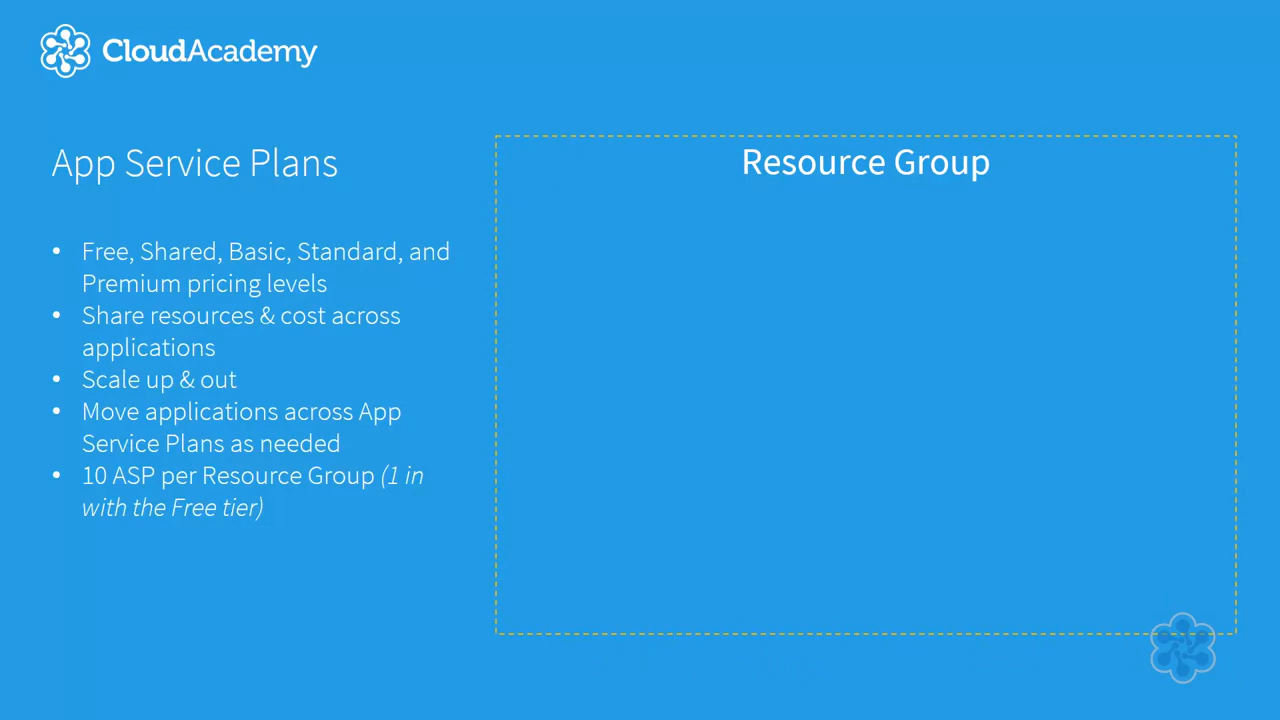 CloudAcademy
App Service Plans
• Free, Shared, Basic, Standard, and
Premium pricing levels
• Share resources & cost across
applications
• Scale up & out
• Move applications across App
Service Plans as needed
• 10 ASP per Resource Group (1 in
with the Free tier)
Resource Group